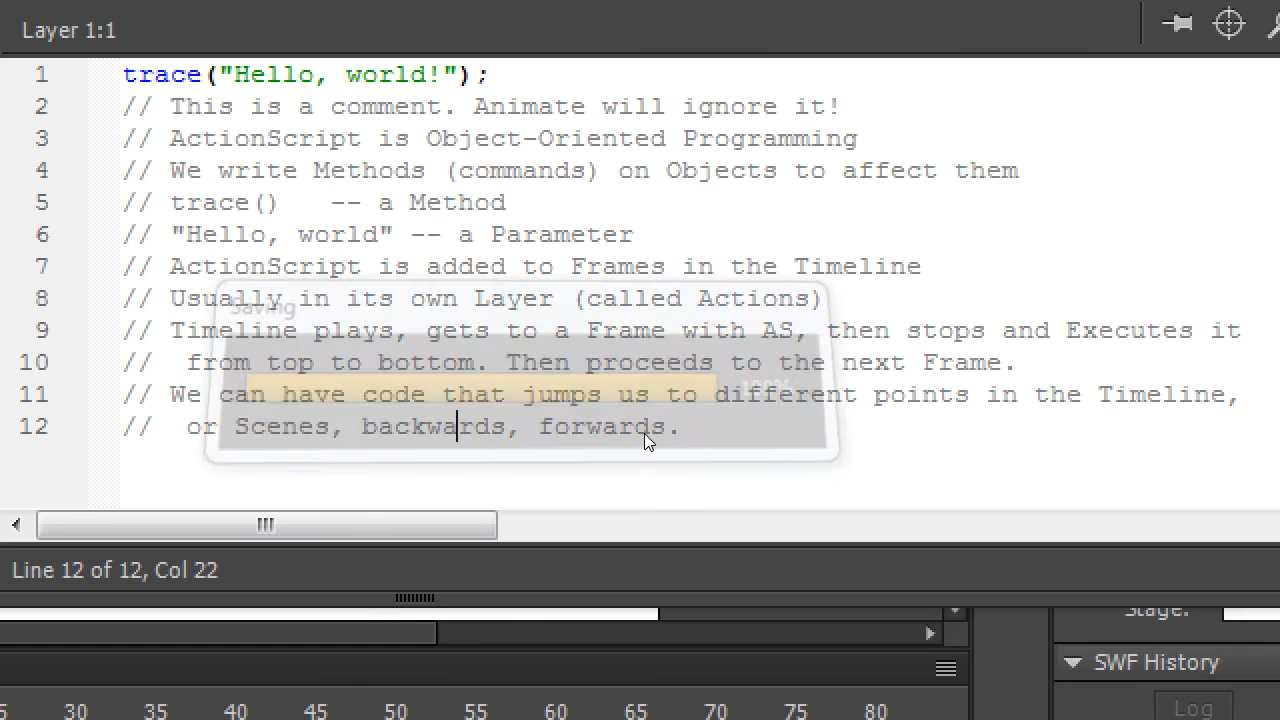 Layer 1:1
1 trace("Hello, world!");
2 // This is a comment. Animate will ignore it!
3 // ActionScript is Object-Oriented Programming
4 // We write Methods (commands) on Objects to affect them
5 // trace()   -- a Method
6 // "Hello, world" -- a Parameter
7 // ActionScript is added to Frames in the Timeline
8 // Usually in its own Layer (called Actions)
Saving
9 // Timeline plays, gets to a Frame with AS, then stops and Executes it
10 //  from top to bottom. Then proceeds to the next Frame.
100%
11 // We can have code that jumps us to different points in the Timeline,
12 //  or Scenes, backwards, forwards.
Line 12 of 12, Col 22
Stage:
SWF History
Log
5 30 35 40 45 50 55 60 65 70 75 80